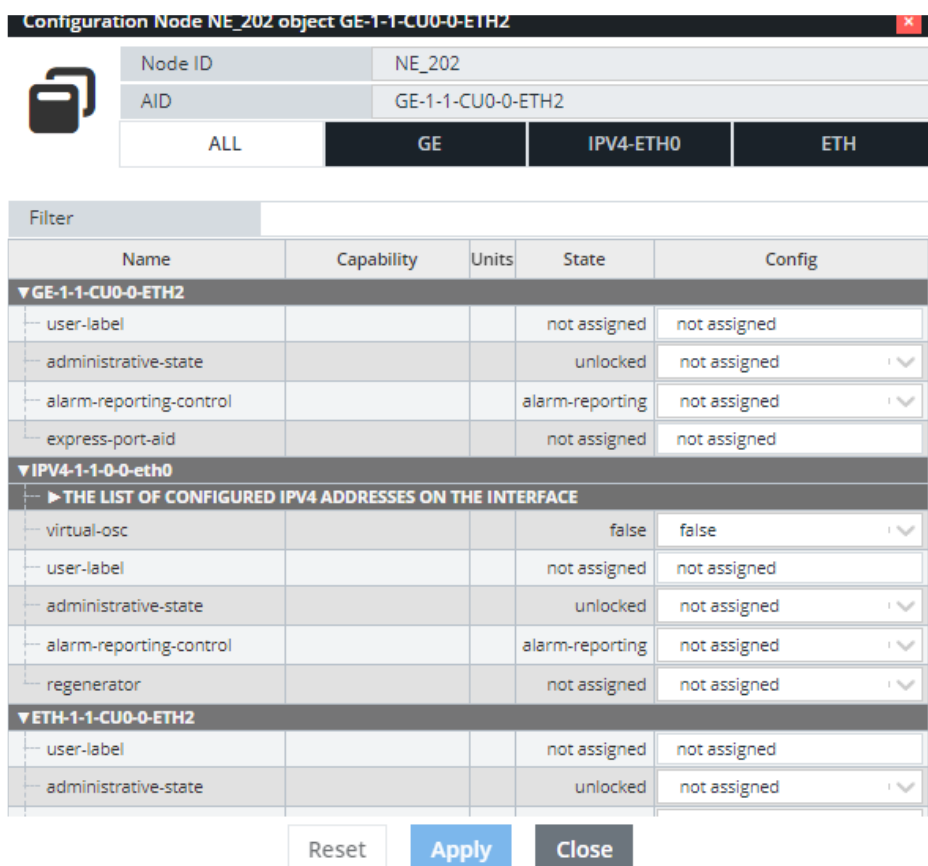 Configuration Node NE_202 object GE-1-1-CU0-0-ETH2
Node ID NE_202
AID GE-1-1-CU0-0-ETH2
ALL GE IPV4-ETH0 ETH
Filter
Name Capability Units State Config
▼GE-1-1-CU0-0-ETH2
user-label not assigned not assigned
administrative-state unlocked not assigned
alarm-reporting-control alarm-reporting not assigned
express-port-aid not assigned not assigned
▼IPV4-1-1-0-0-eth0
▶THE LIST OF CONFIGURED IPV4 ADDRESSES ON THE INTERFACE
virtual-osc false false
user-label not assigned not assigned
administrative-state unlocked not assigned
alarm-reporting-control alarm-reporting not assigned
regenerator not assigned not assigned
▼ETH-1-1-CU0-0-ETH2
user-label not assigned not assigned
administrative-state unlocked not assigned
Reset Apply Close